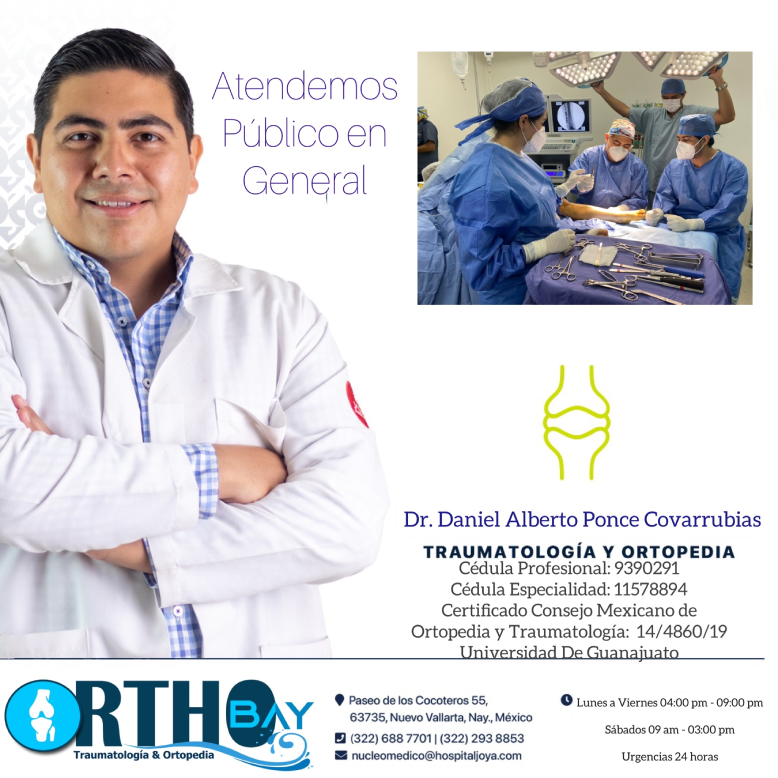 Atendemos
Público en
General
Dr. Daniel Alberto Ponce Covarrubias
TRAUMATOLOGÍA Y ORTOPEDIA
Cédula Profesional: 9390291
Cédula Especialidad: 11578894
Certificado Consejo Mexicano de
Ortopedia y Traumatología: 14/4860/19
Universidad De Guanajuato
ORTHO BAY
Traumatología & Ortopedia
Paseo de los Cocoteros 55,
63735, Nuevo Vallarta, Nay., México
(322) 688 7701 | (322) 293 8853
nucleomedico@hospitaljoya.com
Lunes a Viernes 04:00 pm - 09:00 pm
Sábados 09 am - 03:00 pm
Urgencias 24 horas